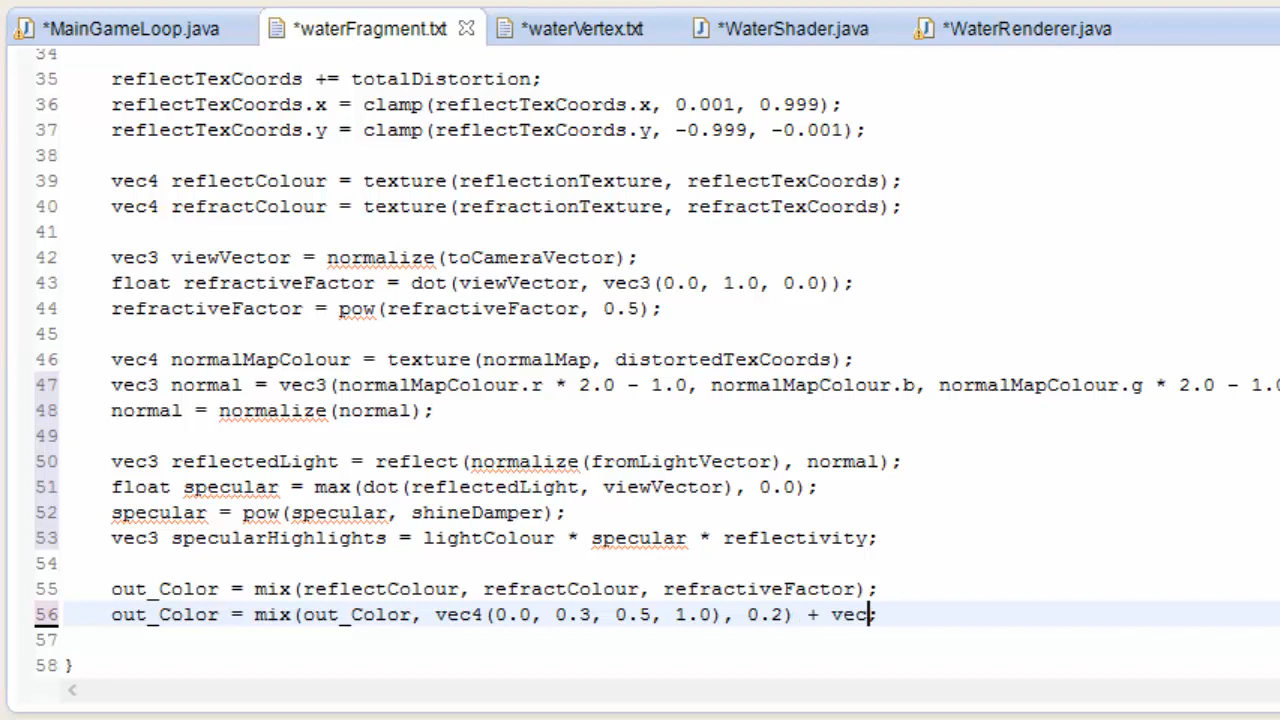 *MainGameLoop.java *waterFragment.txt *waterVertex.txt *WaterShader.java *WaterRenderer.java
34
35 reflectTexCoords += totalDistortion;
36 reflectTexCoords.x = clamp(reflectTexCoords.x, 0.001, 0.999);
37 reflectTexCoords.y = clamp(reflectTexCoords.y, -0.999, -0.001);
38
39 vec4 reflectColour = texture(reflectionTexture, reflectTexCoords);
40 vec4 refractColour = texture(refractionTexture, refractTexCoords);
41
42 vec3 viewVector = normalize(toCameraVector);
43 float refractiveFactor = dot(viewVector, vec3(0.0, 1.0, 0.0));
44 refractiveFactor = pow(refractiveFactor, 0.5);
45
46 vec4 normalMapColour = texture(normalMap, distortedTexCoords);
47 vec3 normal = vec3(normalMapColour.r * 2.0 - 1.0, normalMapColour.b, normalMapColour.g * 2.0 - 1.0
48 normal = normalize(normal);
49
50 vec3 reflectedLight = reflect(normalize(fromLightVector), normal);
51 float specular = max(dot(reflectedLight, viewVector), 0.0);
52 specular = pow(specular, shineDamper);
53 vec3 specularHighlights = lightColour * specular * reflectivity;
54
55 out_Color = mix(reflectColour, refractColour, refractiveFactor);
56 out_Color = mix(out_Color, vec4(0.0, 0.3, 0.5, 1.0), 0.2) + vec;
57
58 }